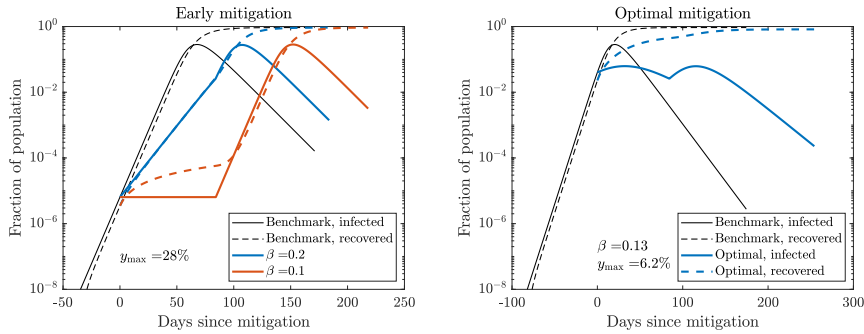 Early mitigation
10^0
10^-2
10^-4
10^-6
10^-8
Fraction of population
y_max =28%
Benchmark, infected
Benchmark, recovered
β =0.2
β =0.1
-50 0 50 100 150 200 250
Days since mitigation
Optimal mitigation
10^0
10^-2
10^-4
10^-6
10^-8
Fraction of population
β =0.13
y_max =6.2%
Benchmark, infected
Benchmark, recovered
Optimal, infected
Optimal, recovered
-100 0 100 200 300
Days since mitigation